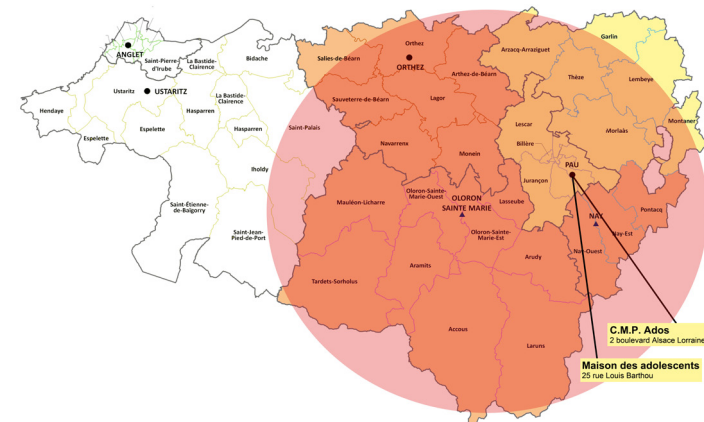 ANGLET
Saint-Pierre-
d'Irube
La Bastide-
Clairence
Bidache
Ustaritz
USTARITZ
Hendaye
Espelette
Espelette
Hasparren
La Bastide-
Clairence
Hasparren
Saint-Palais
Iholdy
Saint-Étienne
de-Baïgorry
Saint-Jean
Pied-de-Port
Salies-de-Béarn
Orthez
ORTHEZ
Arthez-de-Béarn
Sauveterre-de-Béarn
Lagor
Navarrenx
Monein
Mauléon-Licharre
Oloron-Sainte-
Marie-Ouest
OLORON
SAINTE MARIE
Lasseube
Oloron-Sainte-
Marie-Est
Tardets-Sorholus
Aramits
Arudy
Accous
Laruns
Arzacq-Arraziguet
Garlin
Thèze
Lembeye
Lescar
Morlaàs
Montaner
Billère
PAU
Jurançon
NAY
Pontacq
Nay-Est
Nay-Ouest
C.M.P. Ados
2 boulevard Alsace Lorraine
Maison des adolescents
25 rue Louis Barthou